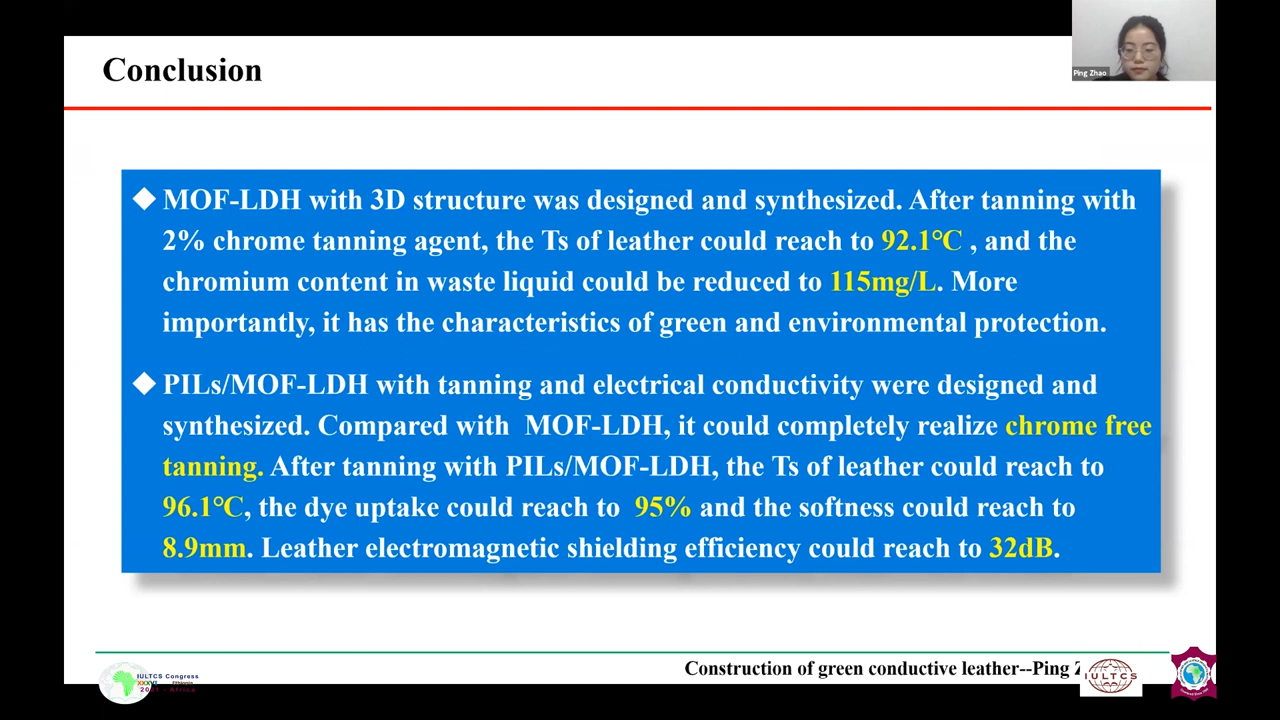 Conclusion
Ping Zhao
MOF-LDH with 3D structure was designed and synthesized. After tanning with
2% chrome tanning agent, the Ts of leather could reach to 92.1℃ , and the
chromium content in waste liquid could be reduced to 115mg/L. More
importantly, it has the characteristics of green and environmental protection.
PILs/MOF-LDH with tanning and electrical conductivity were designed and
synthesized. Compared with MOF-LDH, it could completely realize chrome free
tanning. After tanning with PILs/MOF-LDH, the Ts of leather could reach to
96.1℃, the dye uptake could reach to 95% and the softness could reach to
8.9mm. Leather electromagnetic shielding efficiency could reach to 32dB.
Construction of green conductive leather--Ping
IULTCS Congress
Ethiopia
Africa
IULTCS